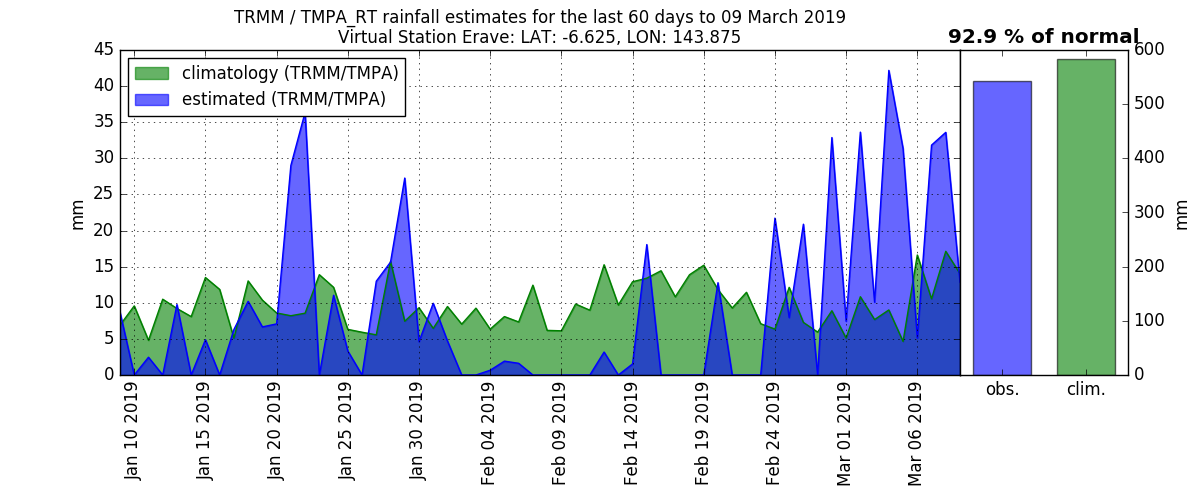 TRMM / TMPA_RT rainfall estimates for the last 60 days to 09 March 2019
Virtual Station Erave: LAT: -6.625, LON: 143.875
92.9 % of normal
climatology (TRMM/TMPA)
estimated (TRMM/TMPA)
mm
45
40
35
30
25
20
15
10
5
0
Jan 10 2019
Jan 15 2019
Jan 20 2019
Jan 25 2019
Jan 30 2019
Feb 04 2019
Feb 09 2019
Feb 14 2019
Feb 19 2019
Feb 24 2019
Mar 01 2019
Mar 06 2019
obs.
clim.
600
500
400
300
200
100
0
mm